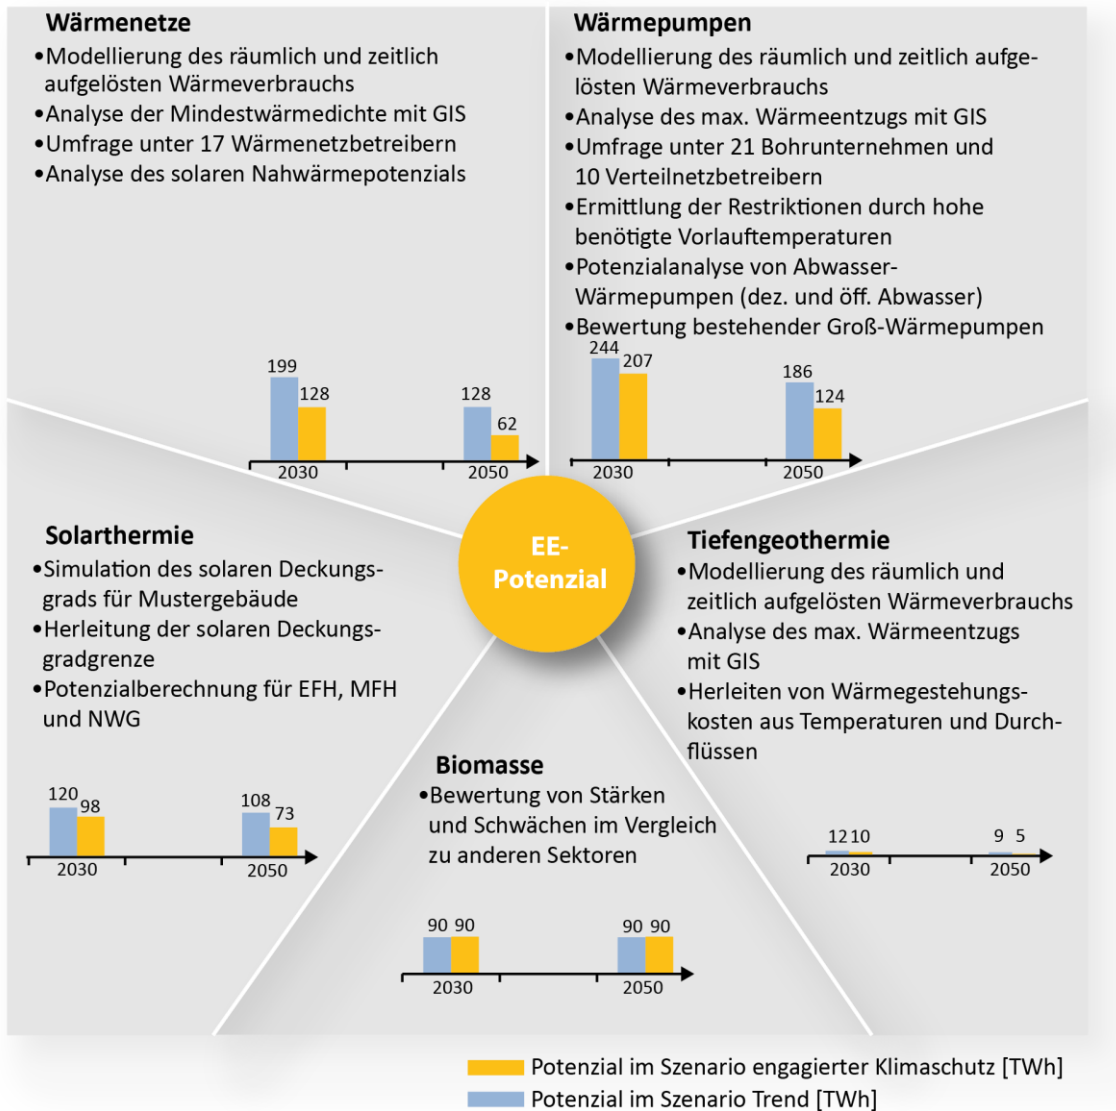 Wärmenetze
•Modellierung des räumlich und zeitlich
aufgelösten Wärmeverbrauchs
•Analyse der Mindestwärmedichte mit GIS
•Umfrage unter 17 Wärmenetzbetreibern
•Analyse des solaren Nahwärmepotenzials
199
128
128
62
2030
2050
Wärmepumpen
•Modellierung des räumlich und zeitlich aufge-
lösten Wärmeverbrauchs
•Analyse des max. Wärmeentzugs mit GIS
•Umfrage unter 21 Bohrunternehmen und
10 Verteilnetzbetreibern
•Ermittlung der Restriktionen durch hohe
benötigte Vorlauftemperaturen
•Potenzialanalyse von Abwasser-
Wärmepumpen (dez. und öff. Abwasser)
•Bewertung bestehender Groß-Wärmepumpen
244
207
186
124
2030
2050
EE-
Potenzial
Solarthermie
•Simulation des solaren Deckungs-
grads für Mustergebäude
•Herleitung der solaren Deckungs-
gradgrenze
•Potenzialberechnung für EFH, MFH
und NWG
120
98
108
73
2030
2050
Tiefengeothermie
•Modellierung des räumlich und
zeitlich aufgelösten Wärmeverbrauchs
•Analyse des max. Wärmeentzugs
mit GIS
•Herleiten von Wärmegestehungs-
kosten aus Temperaturen und Durch-
flüssen
12 10
9 5
2030
2050
Biomasse
•Bewertung von Stärken
und Schwächen im Vergleich
zu anderen Sektoren
90 90
90 90
2030
2050
Potenzial im Szenario engagierter Klimaschutz [TWh]
Potenzial im Szenario Trend [TWh]